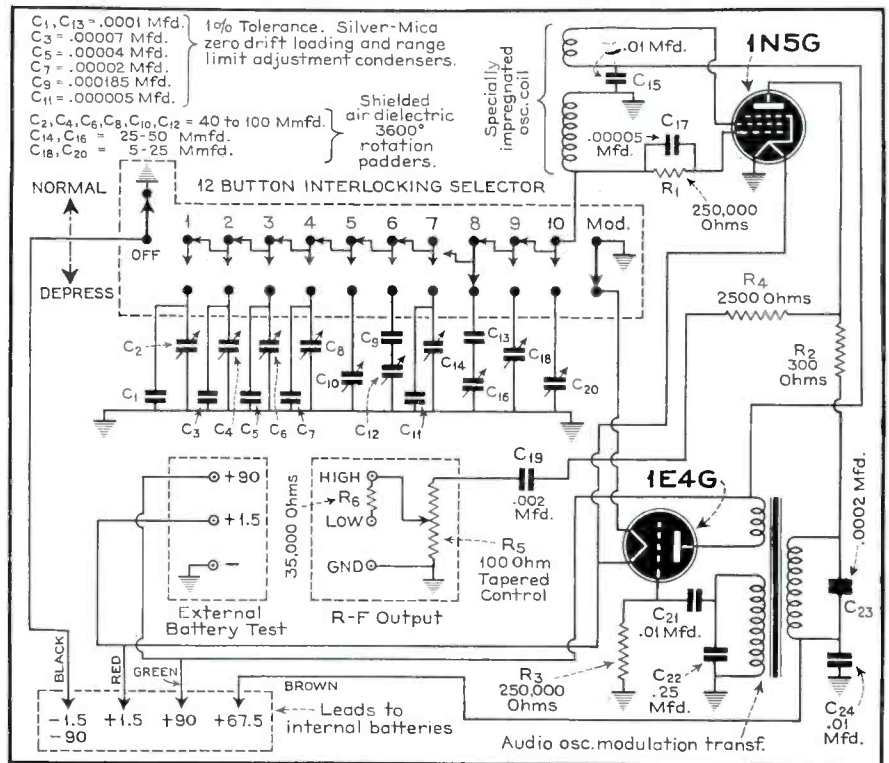 C1, C13 = .0001 Mfd.
C3 = .00007 Mfd.
C5 = .00004 Mfd.
C7 = .00002 Mfd.
C9 = .000185 Mfd.
C11 = .000005 Mfd.
1% Tolerance. Silver-Mica
zero drift loading and range
limit adjustment condensers.
C2, C4, C6, C8, C10, C12 = 40 to 100 Mmfd.
C14, C16 = 25-50 Mmfd.
C18, C20 = 5-25 Mmfd.
Shielded
air dielectric
3600°
rotation
padders.
Specially
impregnated
osc. coil
.01 Mfd.
C15
1N5G
.00005
Mfd.
C17
R1
250,000
Ohms
NORMAL
DEPRESS
12 BUTTON INTERLOCKING SELECTOR
OFF
1 2 3 4 5 6 7 8 9 10 Mod.
R4
2500 Ohms
R2
300
Ohms
C2
C8
C9
C14
C13
C18
C10
C16
C20
C1
C3
C4
C5
C6
C7
C12
C11
+90
+1.5
-
External
Battery Test
35,000 Ohms
HIGH
R6
LOW
GND
R5
100 Ohm
Tapered
Control
R-F Output
C19
.002
Mfd.
1E4G
.0002 Mfd.
C23
C21
.01 Mfd.
R3
250,000
Ohms
C22
.25
Mfd.
C24
.01
Mfd.
BLACK
RED
GREEN
BROWN
-1.5
-90
+1.5
+90
+67.5
Leads to
internal batteries
Audio osc. modulation transf.